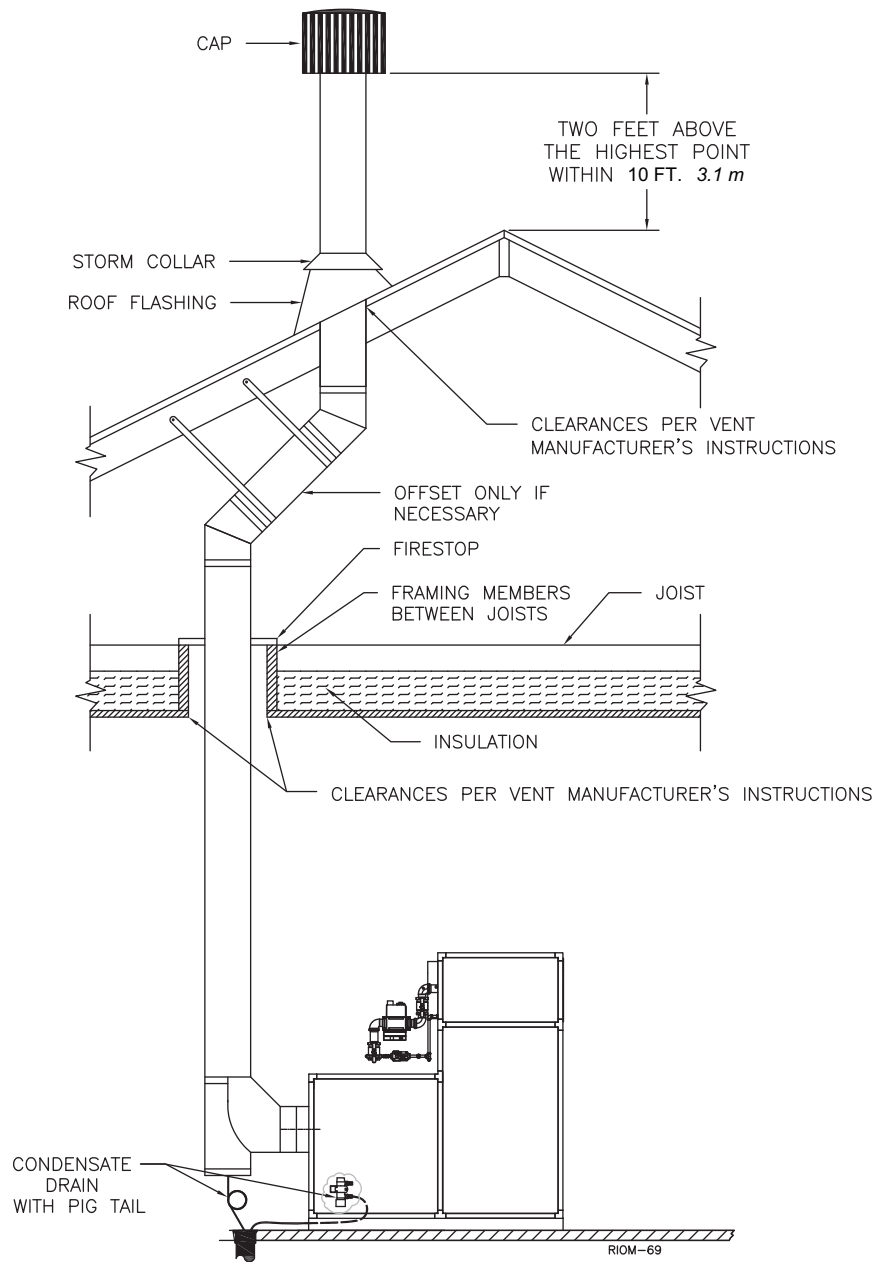 CAP
TWO FEET ABOVE
THE HIGHEST POINT
WITHIN 10 FT. 3.1 m
STORM COLLAR
ROOF FLASHING
CLEARANCES PER VENT
MANUFACTURER'S INSTRUCTIONS
OFFSET ONLY IF
NECESSARY
FIRESTOP
FRAMING MEMBERS
BETWEEN JOISTS
JOIST
INSULATION
CLEARANCES PER VENT MANUFACTURER'S INSTRUCTIONS
CONDENSATE
DRAIN
WITH PIG TAIL
RIOM-69